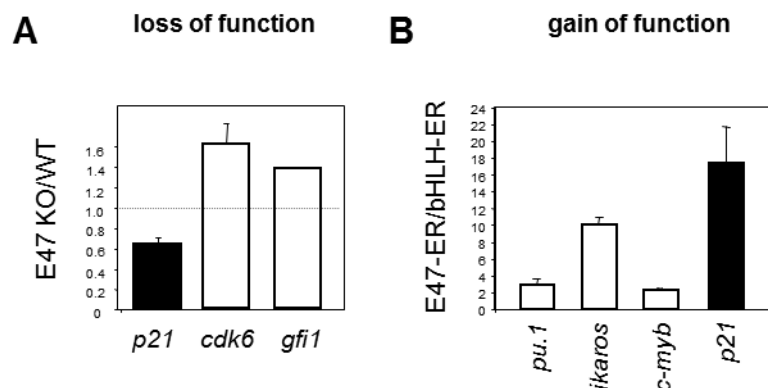 A
loss of function
E47 KO/WT
1.6
1.4
1.2
1.0
0.8
0.6
0.4
0.2
0
p21 cdk6 gfi1
B
gain of function
E47-ER/bHLH-ER
24
22
20
18
16
14
12
10
8
6
4
2
0
pu.1
ikaros
c-myb
p21